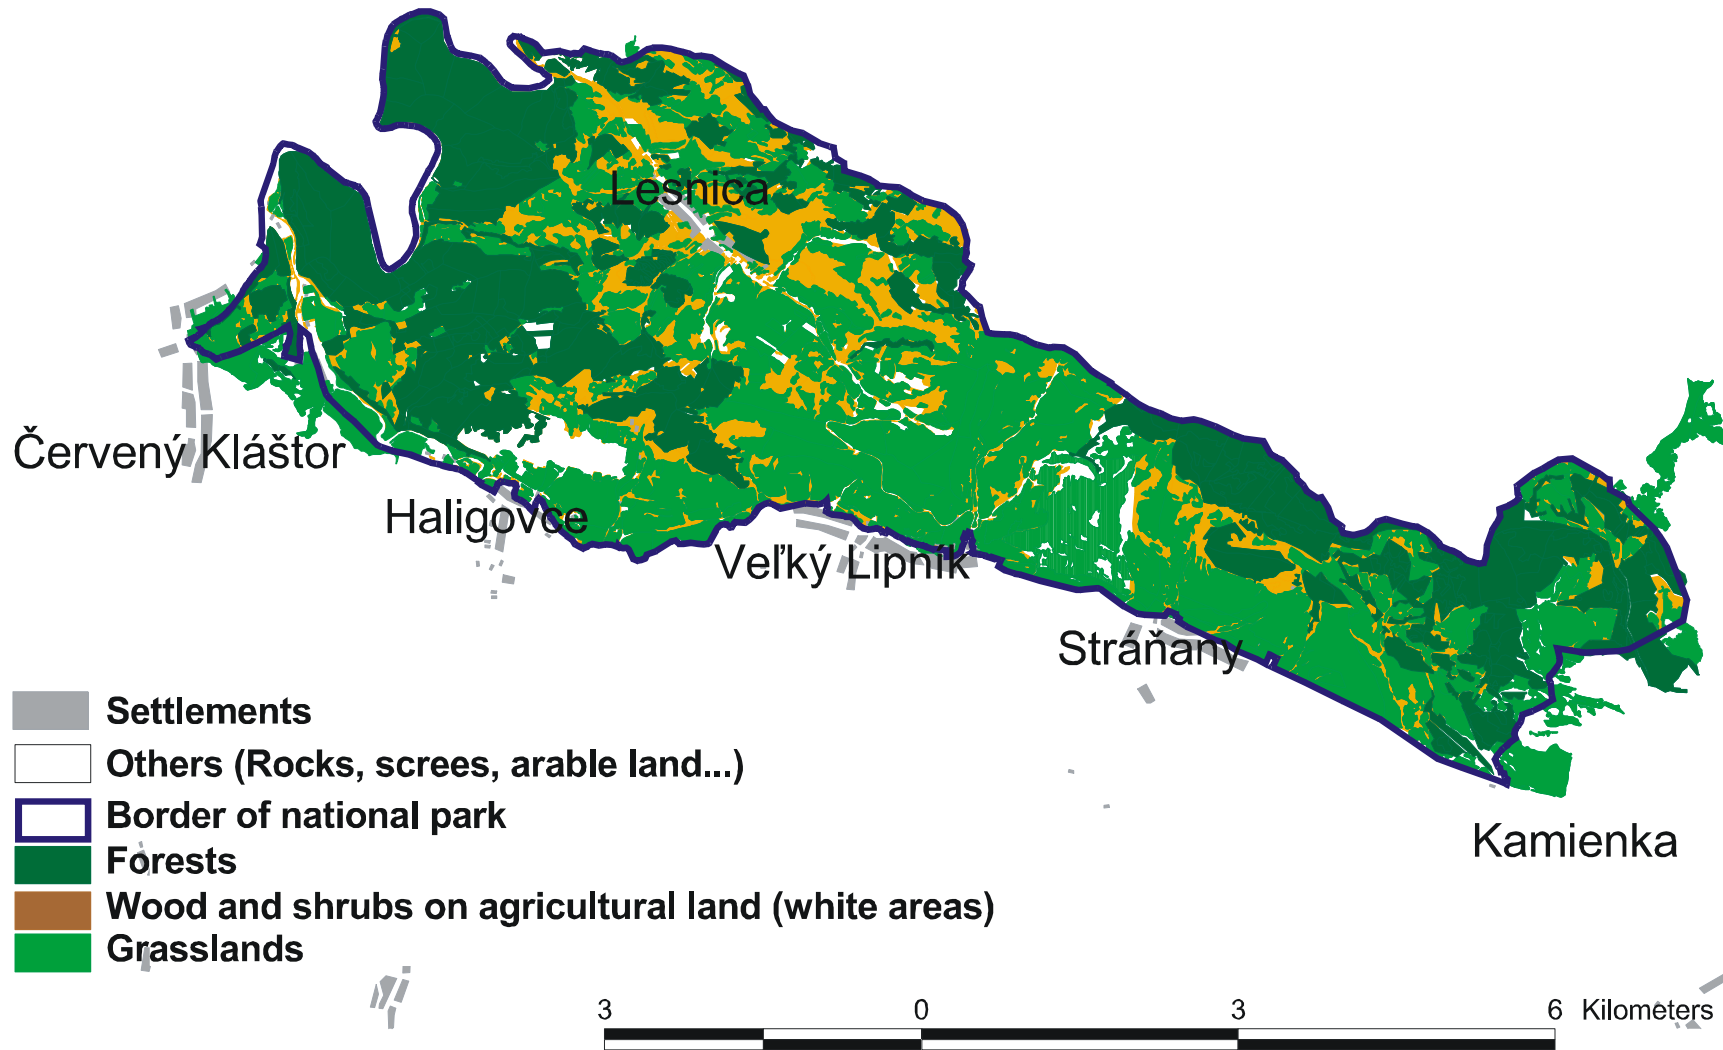 Lesnica
Červený Kláštor
Haligovce
Veľký Lipník
Stráňany
Kamienka
Settlements
Others (Rocks, screes, arable land...)
Border of national park
Forests
Wood and shrubs on agricultural land (white areas)
Grasslands
3 0 3 6 Kilometers